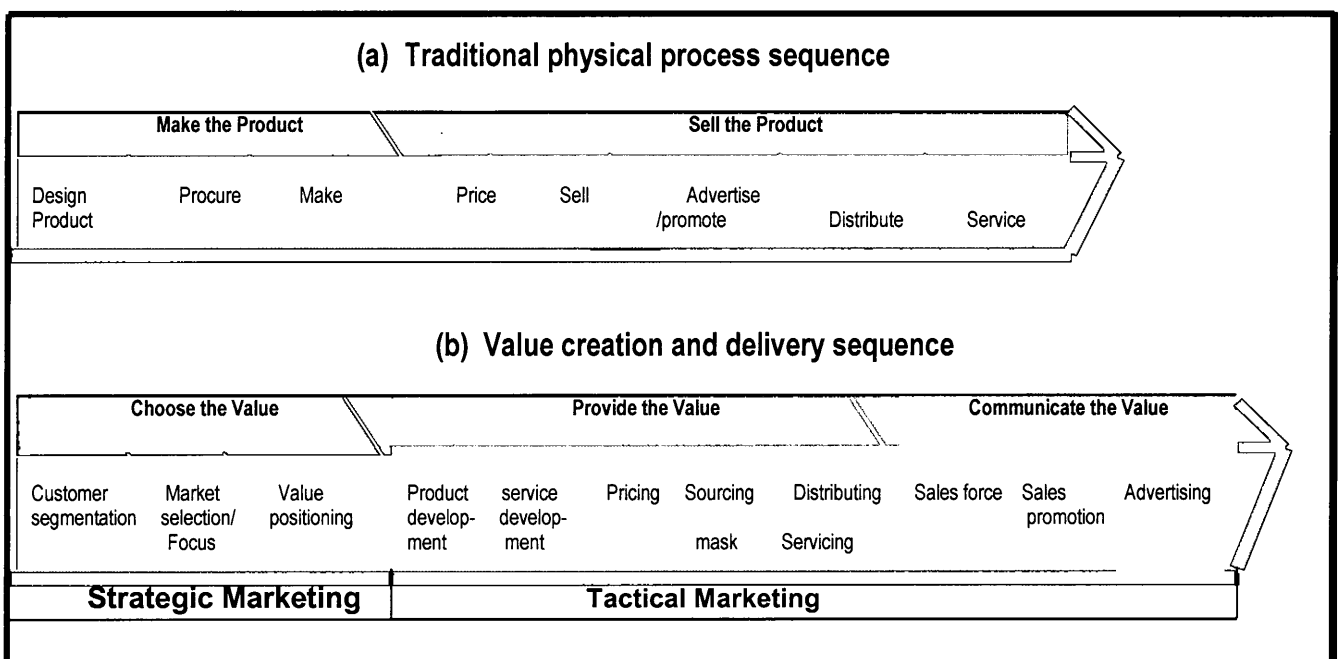 (a) Traditional physical process sequence
Make the Product Sell the Product
Design Procure Make Price Sell Advertise
Product /promote Distribute Service
(b) Value creation and delivery sequence
Choose the Value Provide the Value Communicate the Value
Customer Market Value Product service Pricing Sourcing Distributing Sales force Sales Advertising
segmentation selection/ positioning develop- develop- promotion
Focus ment ment mask Servicing
Strategic Marketing Tactical Marketing